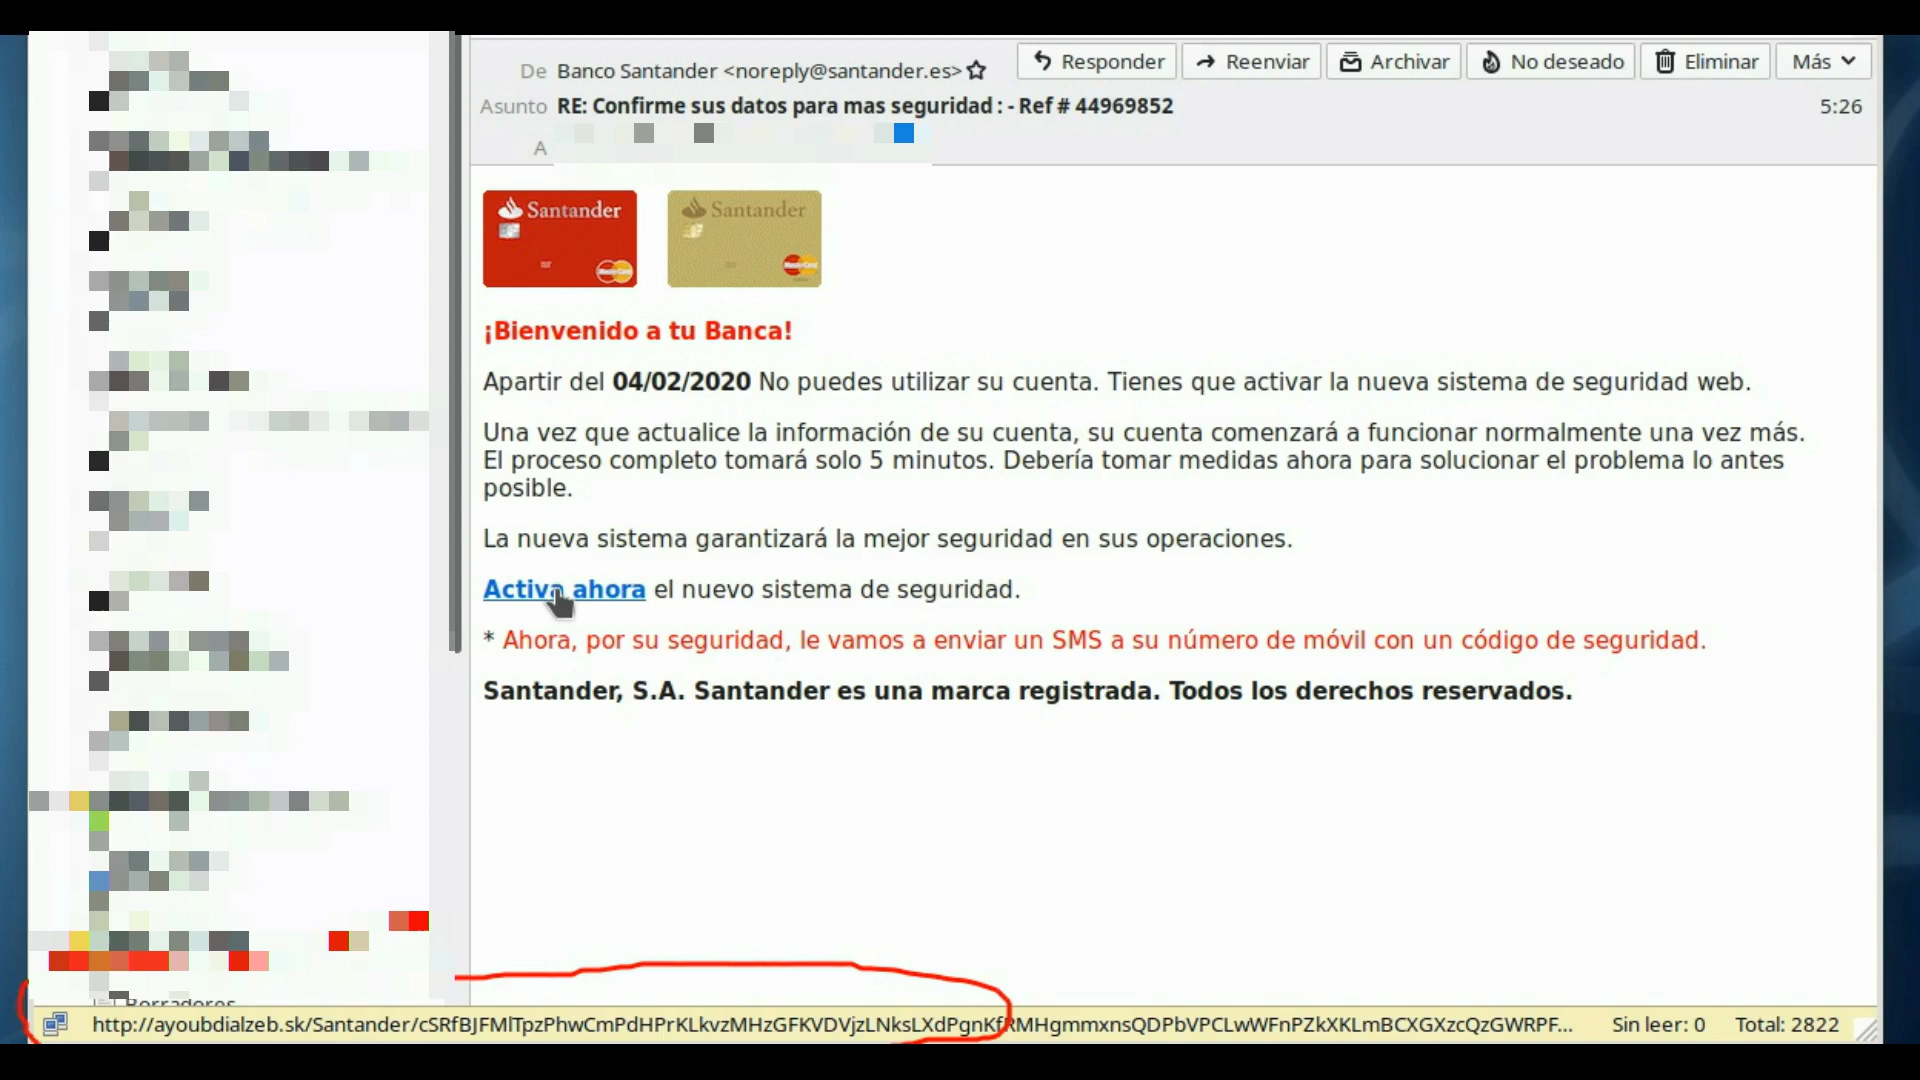 De Banco Santander <noreply@santander.es>
Responder Reenviar Archivar No deseado Eliminar Más
Asunto RE: Confirme sus datos para mas seguridad : - Ref # 44969852 5:26
A
Santander Santander
MasterCard MasterCard
¡Bienvenido a tu Banca!
Apartir del 04/02/2020 No puedes utilizar su cuenta. Tienes que activar la nueva sistema de seguridad web.
Una vez que actualice la información de su cuenta, su cuenta comenzará a funcionar normalmente una vez más.
El proceso completo tomará solo 5 minutos. Debería tomar medidas ahora para solucionar el problema lo antes
posible.
La nueva sistema garantizará la mejor seguridad en sus operaciones.
Activa ahora el nuevo sistema de seguridad.
* Ahora, por su seguridad, le vamos a enviar un SMS a su número de móvil con un código de seguridad.
Santander, S.A. Santander es una marca registrada. Todos los derechos reservados.
Borradores
http://ayoubdialzeb.sk/Santander/cSRfBJFMlTpzPhwCmPdHPrKLkvzMHzGFKVDVjzLNksLXdPgnKfRMHgmmxnsQDPbVPCLwWFnPZkXKLmBCXGXzcQzGWRPF... Sin leer: 0 Total: 2822